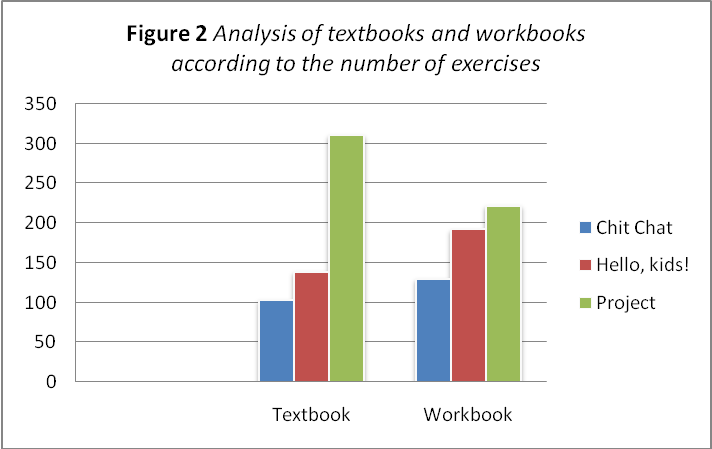 Figure 2 Analysis of textbooks and workbooks
according to the number of exercises
350
300
250
200
150
100
50
0
Textbook
Workbook
Chit Chat
Hello, kids!
Project